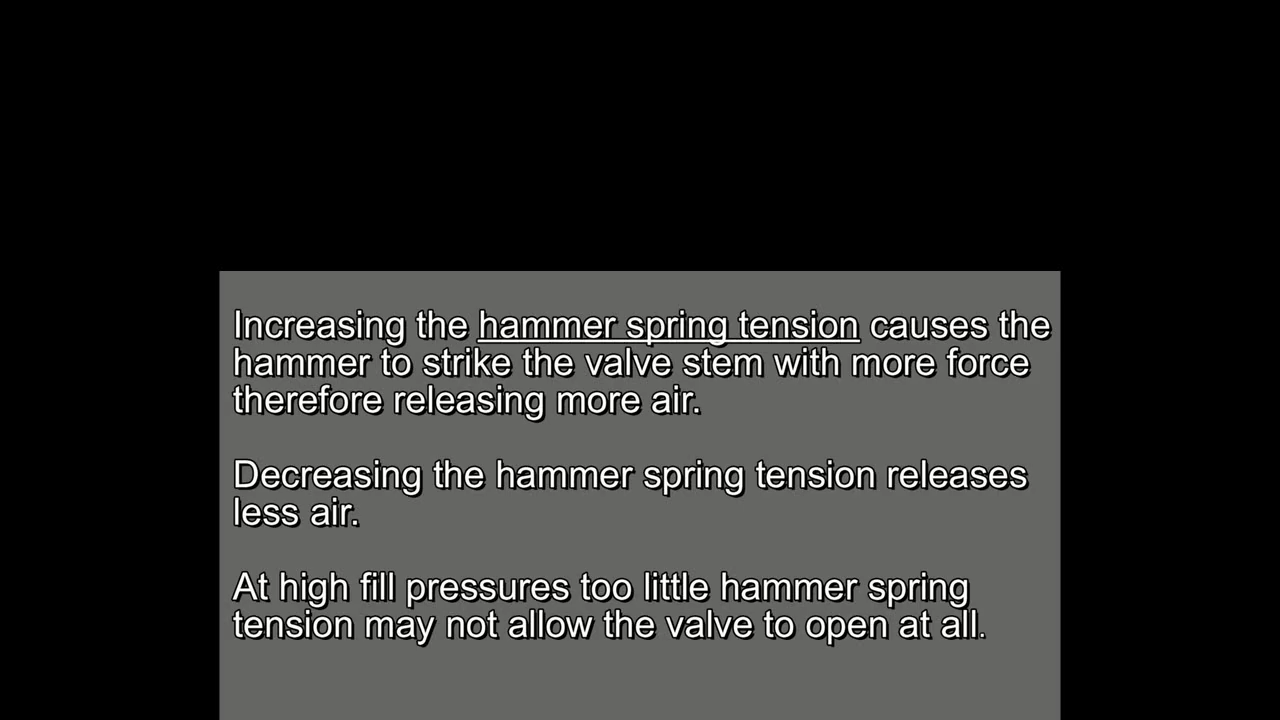 Increasing the hammer spring tension causes the
hammer to strike the valve stem with more force
therefore releasing more air.
Decreasing the hammer spring tension releases
less air.
At high fill pressures too little hammer spring
tension may not allow the valve to open at all.